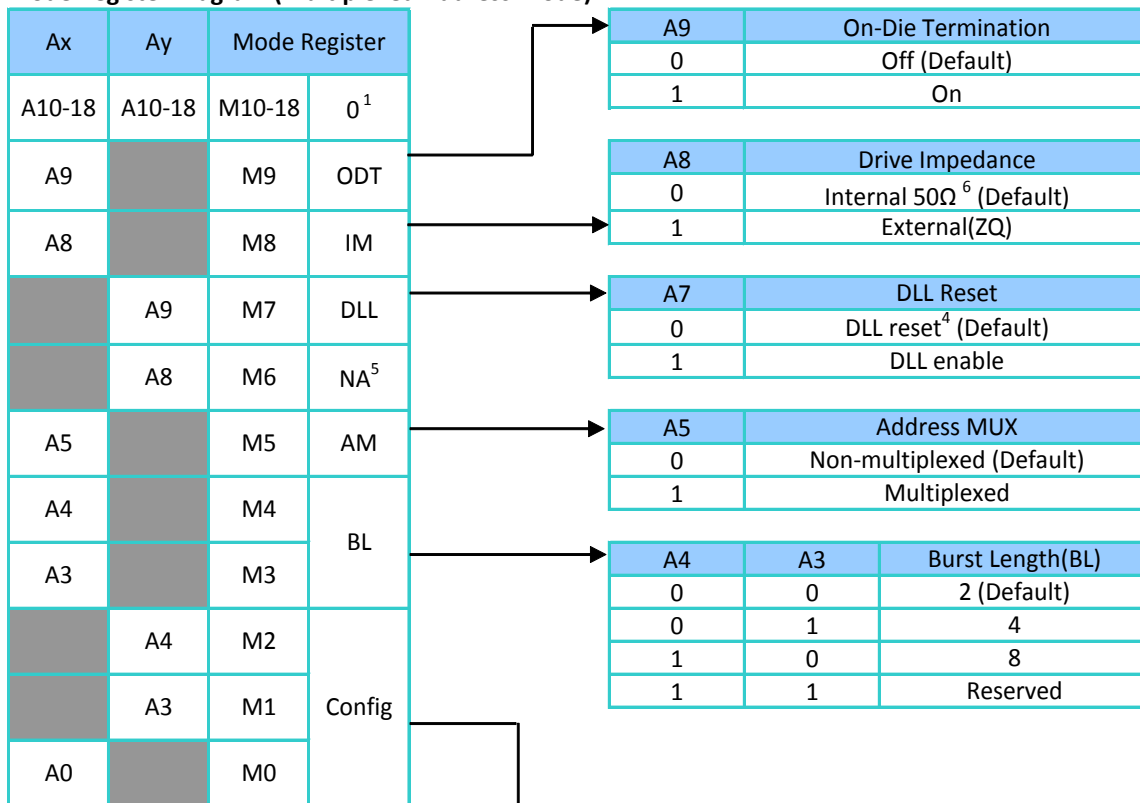 Ax Ay Mode Register
A10-18 A10-18 M10-18 0¹
A9 M9 ODT
A8 M8 IM
A9 M7 DLL
A8 M6 NA⁵
A5 M5 AM
A4 M4
BL
A3 M3
A4 M2
A3 M1 Config
A0 M0
A9 On-Die Termination
0 Off (Default)
1 On
A8 Drive Impedance
0 Internal 50Ω ⁶ (Default)
1 External(ZQ)
A7 DLL Reset
0 DLL reset⁴ (Default)
1 DLL enable
A5 Address MUX
0 Non-multiplexed (Default)
1 Multiplexed
A4 A3 Burst Length(BL)
0 0 2 (Default)
0 1 4
1 0 8
1 1 Reserved